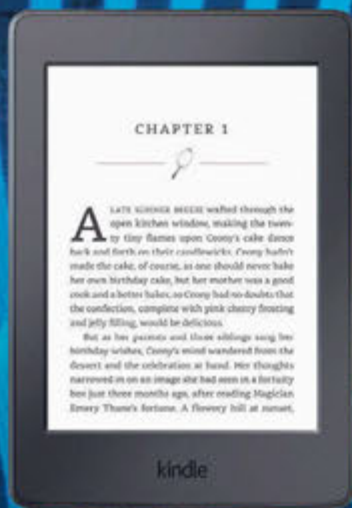 CHAPTER 1
A LATE SUMMER BREEZE wafted through the
open kitchen window, making the twen-
ty tiny flames upon Ceony's cake dance
back and forth on their candlewicks. Ceony hadn't
made the cake, of course, as one should never bake
her own birthday cake, but her mother was a good
cook and a better baker, so Ceony had no doubts that
the confection, complete with pink cherry frosting
and jelly filling, would be delicious.
But as her parents and three siblings sang her
birthday wishes, Ceony's mind wandered from the
dessert and the celebration at hand. Her thoughts
narrowed in on an image she had seen in a fortuity
box just three months ago, after reading Magician
Emery Thane's fortune. A flowery hill at sunset,
kindle